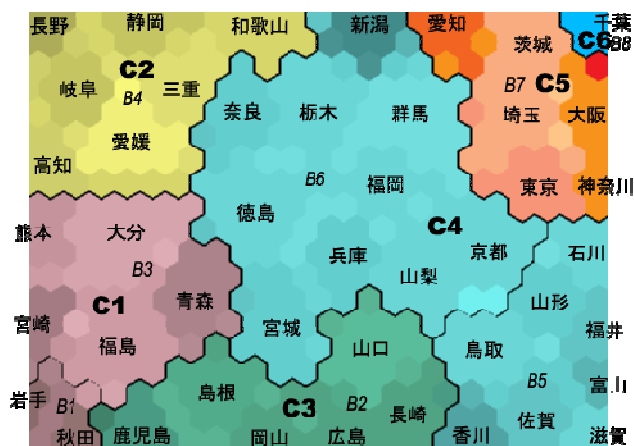 長野 静岡 和歌山 新潟 愛知 千葉
茨城 C6 B8
C2
岐阜 B4 三重
B7 C5
奈良 栃木 群馬 埼玉 大阪
愛媛
高知
B6 福岡 東京 神奈川
徳島
熊本 大分 C4
兵庫 京都 石川
B3
山梨
C1 青森 山形
宮崎 宮城 福井
福島 山口 鳥取
島根 B5 富山
岩手 B1 C3 B2 長崎
佐賀
秋田 鹿児島 岡山 広島 香川 滋賀